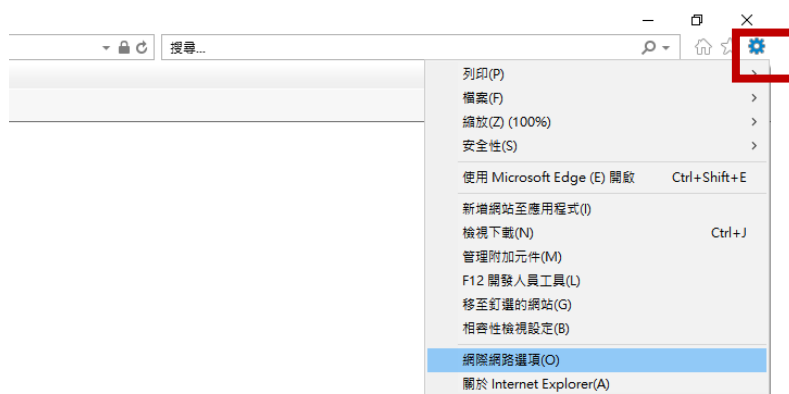 搜尋...
列印(P)
檔案(F)
縮放(Z) (100%)
安全性(S)
使用 Microsoft Edge (E) 開啟 Ctrl+Shift+E
新增網站至應用程式(I)
檢視下載(N) Ctrl+J
管理附加元件(M)
F12 開發人員工具(L)
移至釘選的網站(G)
相容性檢視設定(B)
網際網路選項(O)
關於 Internet Explorer(A)